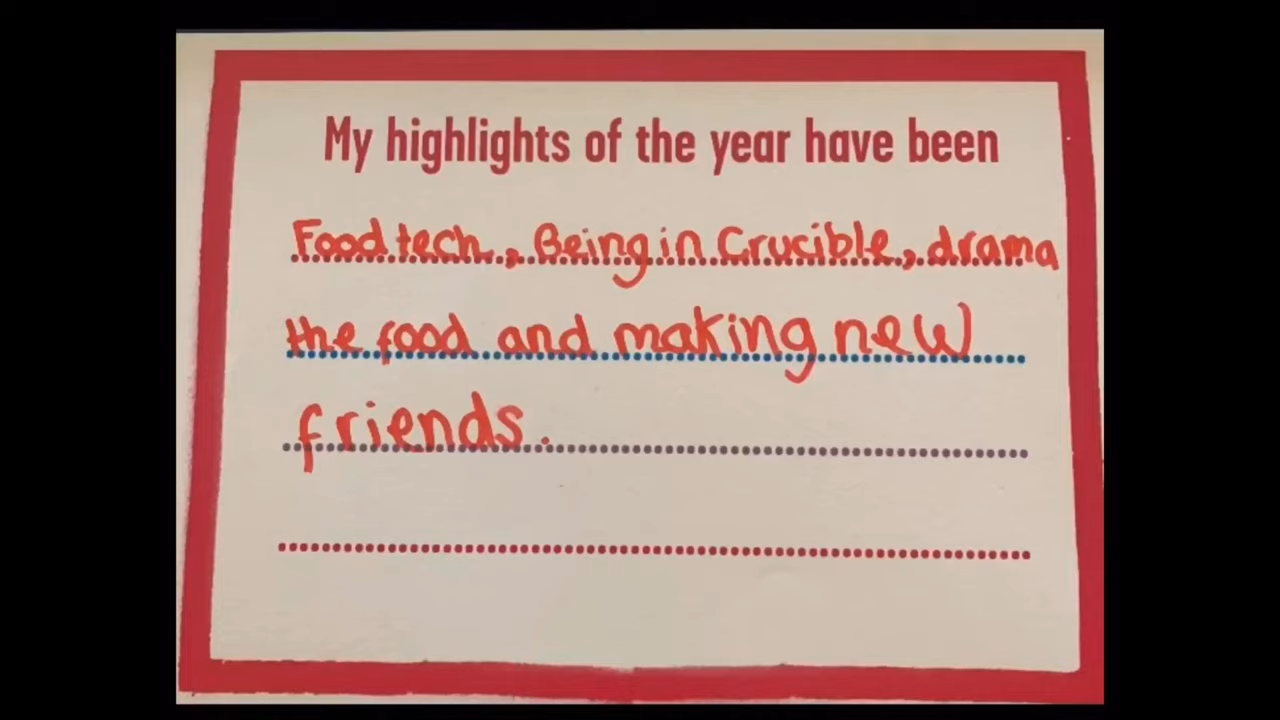 My highlights of the year have been
Food tech, Being in Crucible, drama
the food and making new
friends.